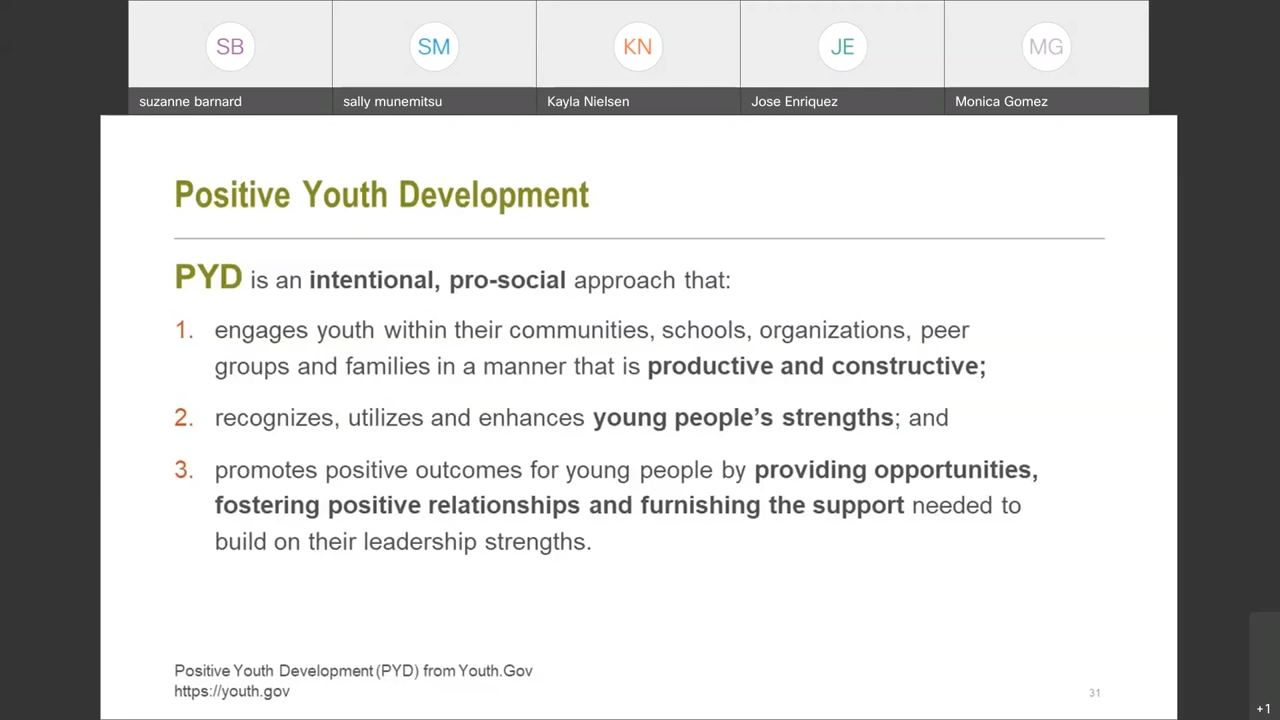 SB
SM
KN
JE
MG
suzanne barnard
sally munemitsu
Kayla Nielsen
Jose Enriquez
Monica Gomez
Positive Youth Development
PYD is an intentional, pro-social approach that:
1. engages youth within their communities, schools, organizations, peer
groups and families in a manner that is productive and constructive;
2. recognizes, utilizes and enhances young people’s strengths; and
3. promotes positive outcomes for young people by providing opportunities,
fostering positive relationships and furnishing the support needed to
build on their leadership strengths.
Positive Youth Development (PYD) from Youth.Gov
https://youth.gov
31
+1